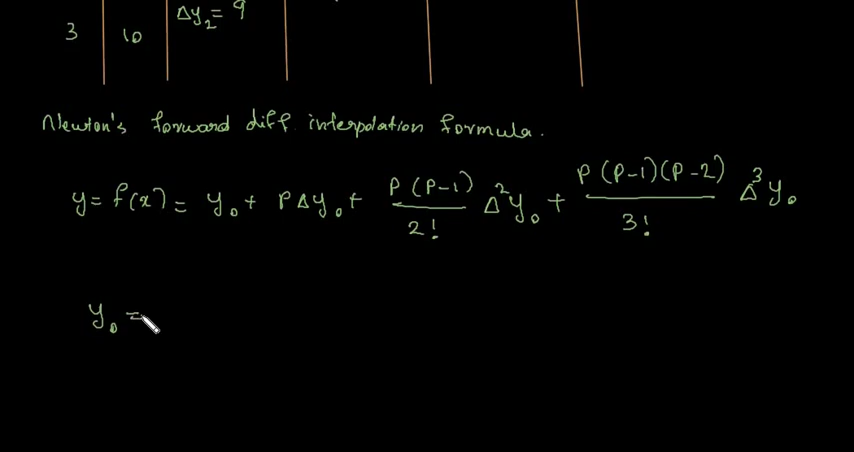 Δy₂ = 9
3 10
Newton's forward diff. interpolation formula.
y = f(x) = y₀ + PΔy₀ + P(P-1)/2! Δ²y₀ + P(P-1)(P-2)/3! Δ³y₀
y₀ =